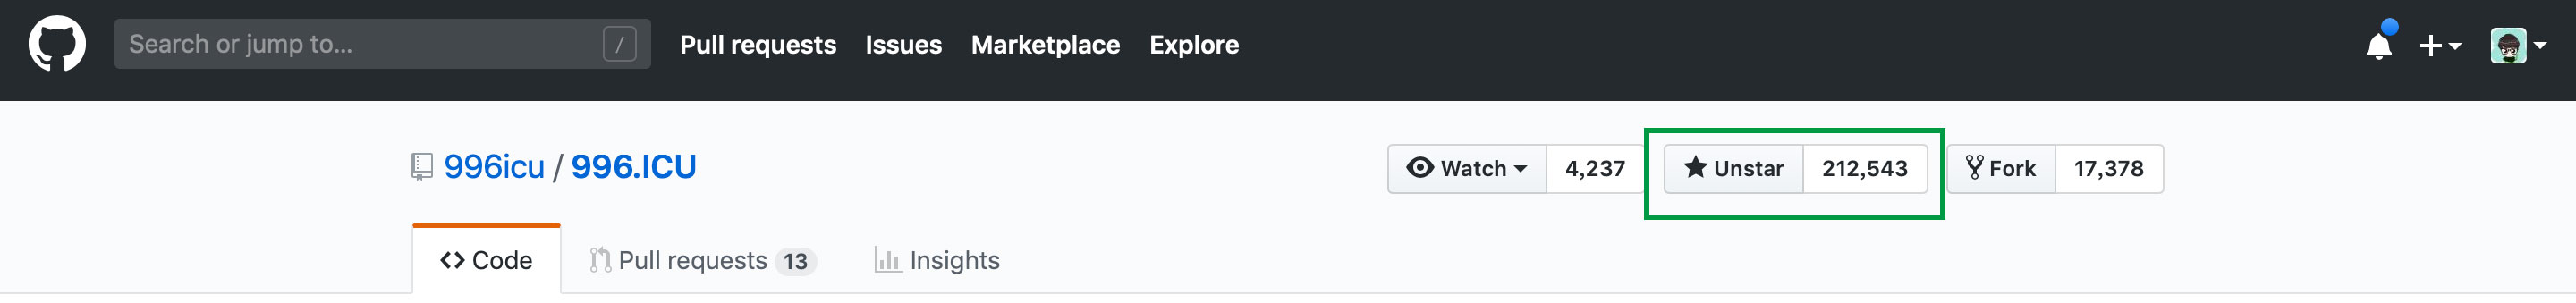 Search or jump to... / Pull requests Issues Marketplace Explore
996icu / 996.ICU Watch 4,237 Unstar 212,543 Fork 17,378
Code Pull requests 13 Insights